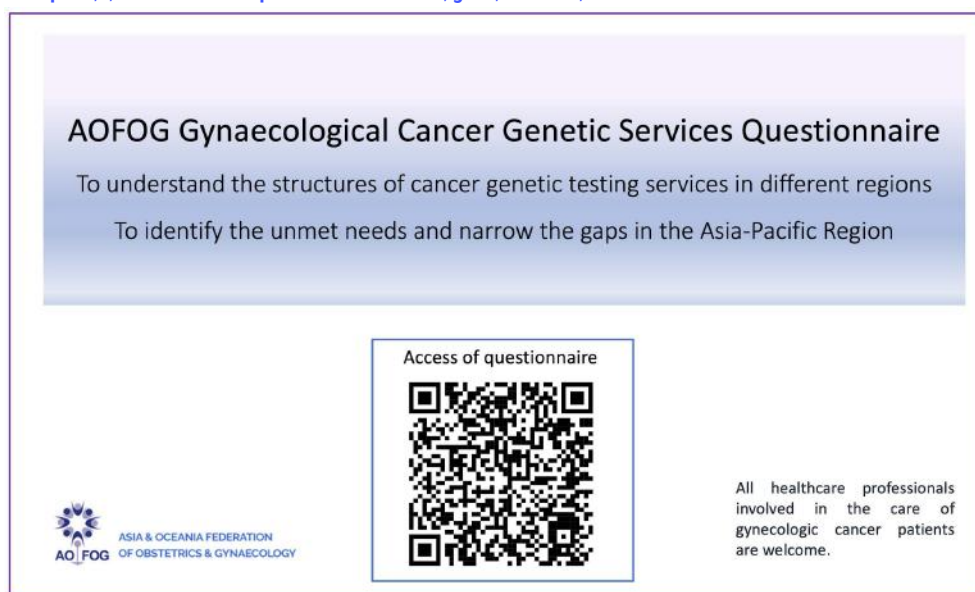 AOFOG Gynaecological Cancer Genetic Services Questionnaire
To understand the structures of cancer genetic testing services in different regions
To identify the unmet needs and narrow the gaps in the Asia-Pacific Region
Access of questionnaire
All healthcare professionals
involved in the care of
gynecologic cancer patients
are welcome.
AOFOG
ASIA & OCEANIA FEDERATION
OF OBSTETRICS & GYNAECOLOGY